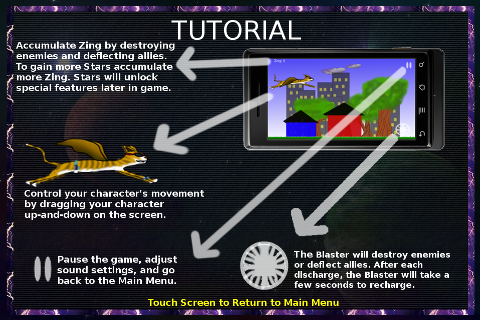 TUTORIAL
Accumulate Zing by destroying
enemies and deflecting allies.
To gain more Stars accumulate
more Zing. Stars will unlock
special features later in game.
Control your character's movement
by dragging your character
up-and-down on the screen.
Pause the game, adjust
sound settings, and go
back to the Main Menu.
The Blaster will destroy enemies
or deflect allies. After each
discharge, the Blaster will take a
few seconds to recharge.
Touch Screen to Return to Main Menu